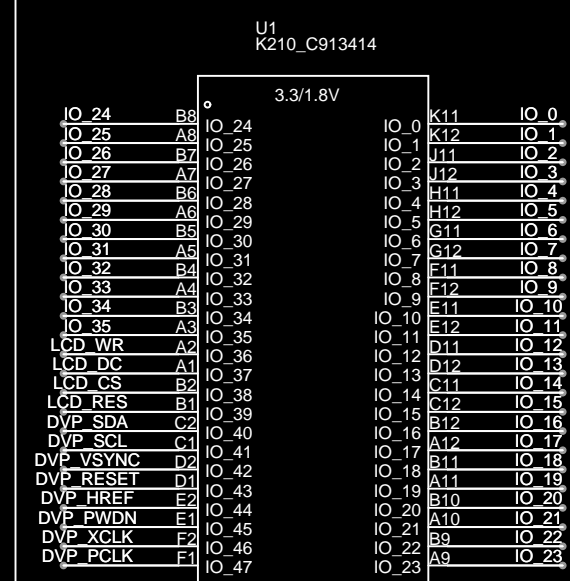 U1
K210_C913414
3.3/1.8V
IO_24 B8 IO_24 IO_0 K11 IO_0
IO_25 A8 IO_25 IO_1 K12 IO_1
IO_26 B7 IO_26 IO_2 J11 IO_2
IO_27 A7 IO_27 IO_3 J12 IO_3
IO_28 B6 IO_28 IO_4 H11 IO_4
IO_29 A6 IO_29 IO_5 H12 IO_5
IO_30 B5 IO_30 IO_6 G11 IO_6
IO_31 A5 IO_31 IO_7 G12 IO_7
IO_32 B4 IO_32 IO_8 F11 IO_8
IO_33 A4 IO_33 IO_9 F12 IO_9
IO_34 B3 IO_34 IO_10 E11 IO_10
IO_35 A3 IO_35 IO_11 E12 IO_11
LCD_WR A2 IO_36 IO_12 D11 IO_12
LCD_DC A1 IO_37 IO_13 D12 IO_13
LCD_CS B2 IO_38 IO_14 C11 IO_14
LCD_RES B1 IO_39 IO_15 C12 IO_15
DVP_SDA C2 IO_40 IO_16 B12 IO_16
DVP_SCL C1 IO_41 IO_17 A12 IO_17
DVP_VSYNC D2 IO_42 IO_18 B11 IO_18
DVP_RESET D1 IO_43 IO_19 A11 IO_19
DVP_HREF E2 IO_44 IO_20 B10 IO_20
DVP_PWDN E1 IO_45 IO_21 A10 IO_21
DVP_XCLK F2 IO_46 IO_22 B9 IO_22
DVP_PCLK F1 IO_47 IO_23 A9 IO_23